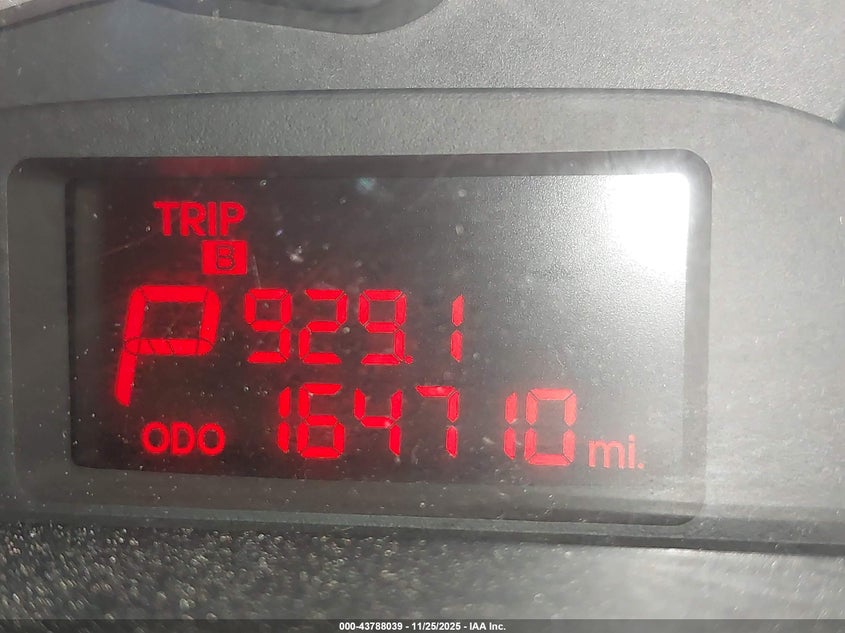 TRIP
B
P 929.1
ODO 164710 mi.
000-43788039 - 11/25/2025 - IAA Inc.